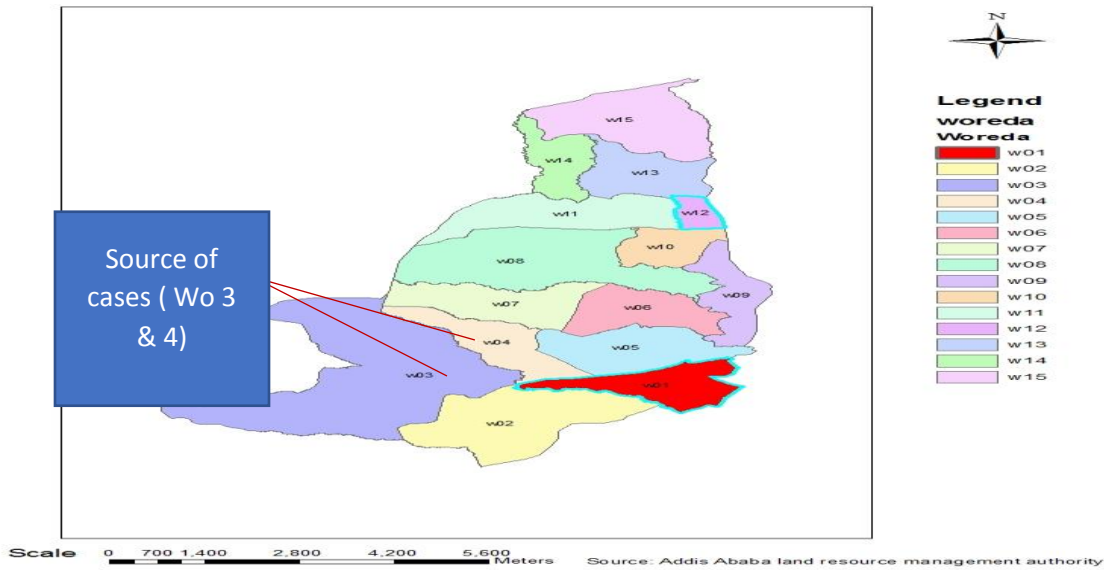 N
Legend
woreda
Woreda
w01
w02
w03
w04
w05
w06
w07
w08
w09
w10
w11
w12
w13
w14
w15
w15
w14
w13
w12
w11
w10
w08
w09
w07
w06
w04
w05
w03
w01
w02
Source of
cases ( Wo 3
& 4)
Scale 0 700 1,400 2,800 4,200 5,600
Meters
Source: Addis Ababa land resource management authority